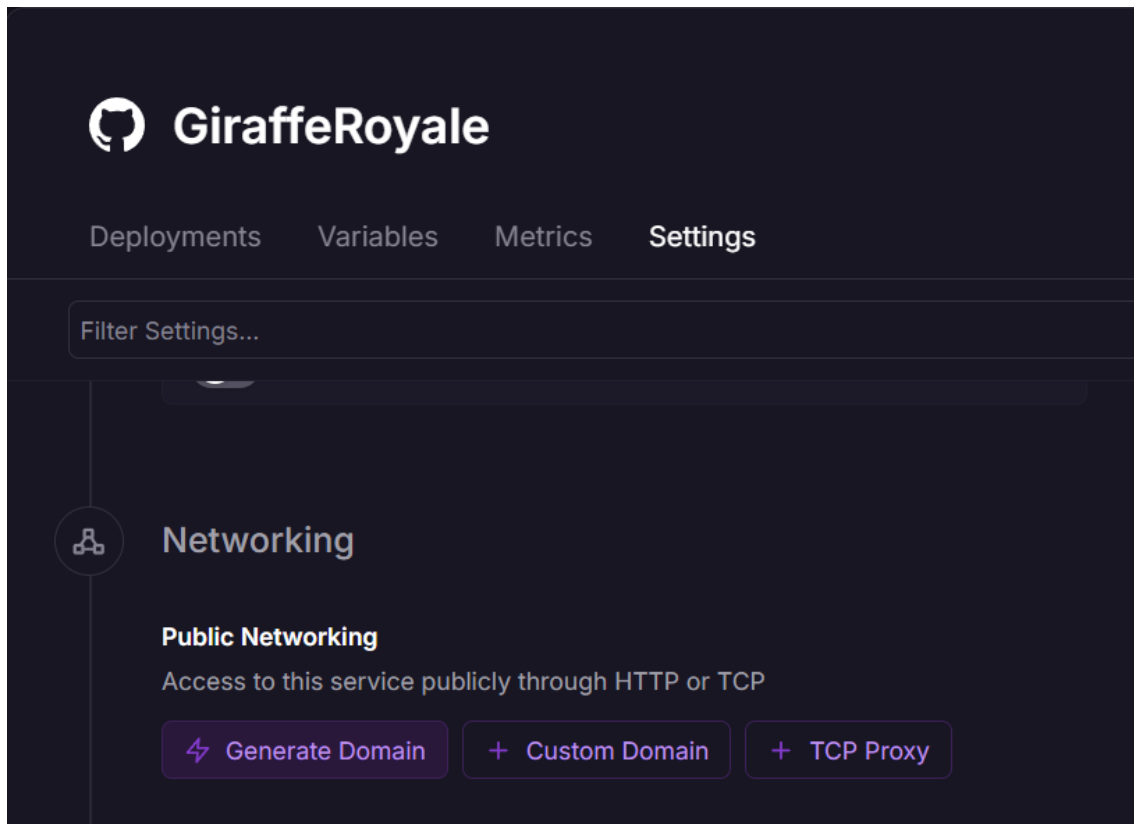 GiraffeRoyale
Deployments Variables Metrics Settings
Filter Settings...
Networking
Public Networking
Access to this service publicly through HTTP or TCP
Generate Domain + Custom Domain + TCP Proxy